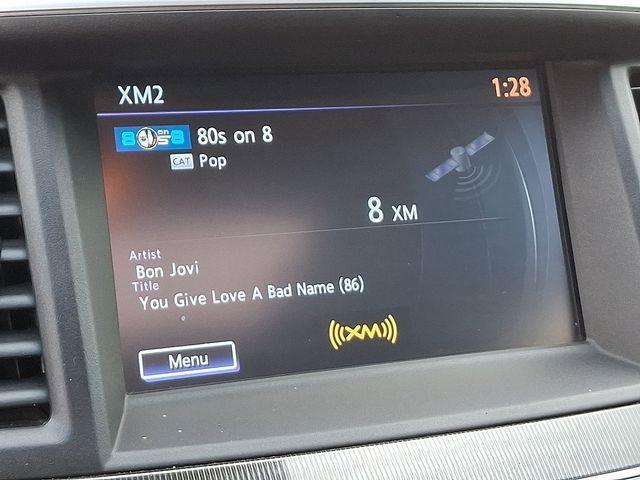 XM2 1:28
8 on 8 80s on 8
CAT Pop
8 XM
Artist
Bon Jovi
Title
You Give Love A Bad Name (86)
((XM))
Menu